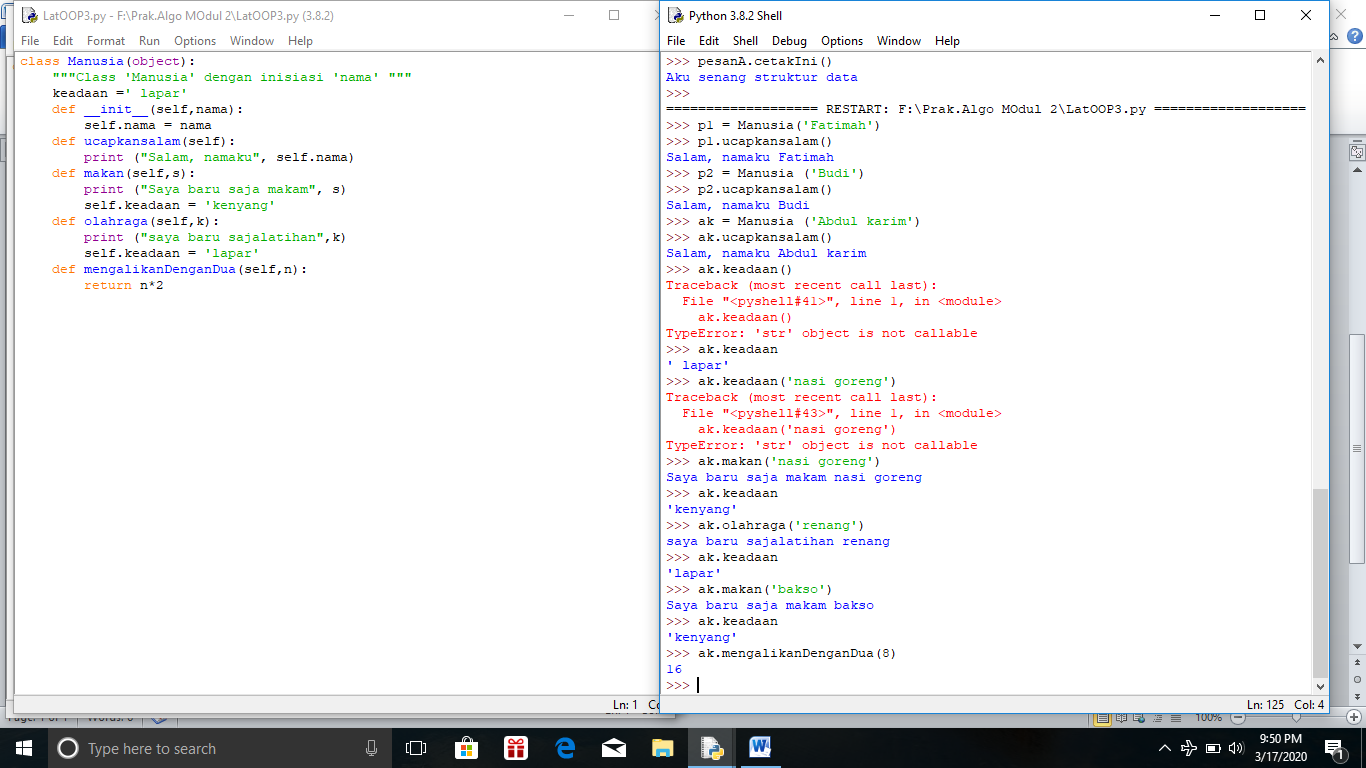 LatOOP3.py - F:\Prak.Algo MOdul 2\LatOOP3.py (3.8.2)
File Edit Format Run Options Window Help
class Manusia(object):
    """Class 'Manusia' dengan inisiasi 'nama' """
    keadaan =' lapar'
    def __init__(self,nama):
        self.nama = nama
    def ucapkansalam(self):
        print ("Salam, namaku", self.nama)
    def makan(self,s):
        print ("Saya baru saja makam", s)
        self.keadaan = 'kenyang'
    def olahraga(self,k):
        print ("saya baru sajalatihan",k)
        self.keadaan = 'lapar'
    def mengalikanDenganDua(self,n):
        return n*2
Ln: 1 Co
Python 3.8.2 Shell
File Edit Shell Debug Options Window Help
>>> pesanA.cetakIni()
Aku senang struktur data
>>>
=================== RESTART: F:\Prak.Algo MOdul 2\LatOOP3.py ===================
>>> p1 = Manusia('Fatimah')
>>> p1.ucapkansalam()
Salam, namaku Fatimah
>>> p2 = Manusia ('Budi')
>>> p2.ucapkansalam()
Salam, namaku Budi
>>> ak = Manusia ('Abdul karim')
>>> ak.ucapkansalam()
Salam, namaku Abdul karim
>>> ak.keadaan()
Traceback (most recent call last):
  File "<pyshell#41>", line 1, in <module>
    ak.keadaan()
TypeError: 'str' object is not callable
>>> ak.keadaan
' lapar'
>>> ak.keadaan('nasi goreng')
Traceback (most recent call last):
  File "<pyshell#43>", line 1, in <module>
    ak.keadaan('nasi goreng')
TypeError: 'str' object is not callable
>>> ak.makan('nasi goreng')
Saya baru saja makam nasi goreng
>>> ak.keadaan
'kenyang'
>>> ak.olahraga('renang')
saya baru sajalatihan renang
>>> ak.keadaan
'lapar'
>>> ak.makan('bakso')
Saya baru saja makam bakso
>>> ak.keadaan
'kenyang'
>>> ak.mengalikanDenganDua(8)
16
>>>
Ln: 125 Col: 4
100%
Type here to search
9:50 PM
3/17/2020
1